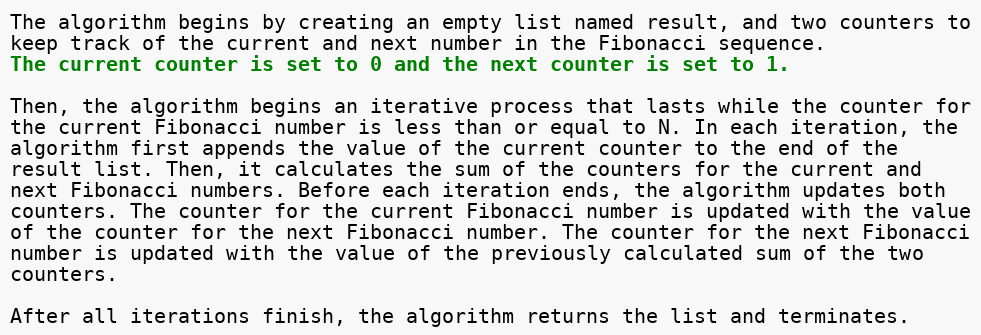 The algorithm begins by creating an empty list named result, and two counters to
keep track of the current and next number in the Fibonacci sequence.
The current counter is set to 0 and the next counter is set to 1.
Then, the algorithm begins an iterative process that lasts while the counter for
the current Fibonacci number is less than or equal to N. In each iteration, the
algorithm first appends the value of the current counter to the end of the
result list. Then, it calculates the sum of the counters for the current and
next Fibonacci numbers. Before each iteration ends, the algorithm updates both
counters. The counter for the current Fibonacci number is updated with the value
of the counter for the next Fibonacci number. The counter for the next Fibonacci
number is updated with the value of the previously calculated sum of the two
counters.
After all iterations finish, the algorithm returns the list and terminates.